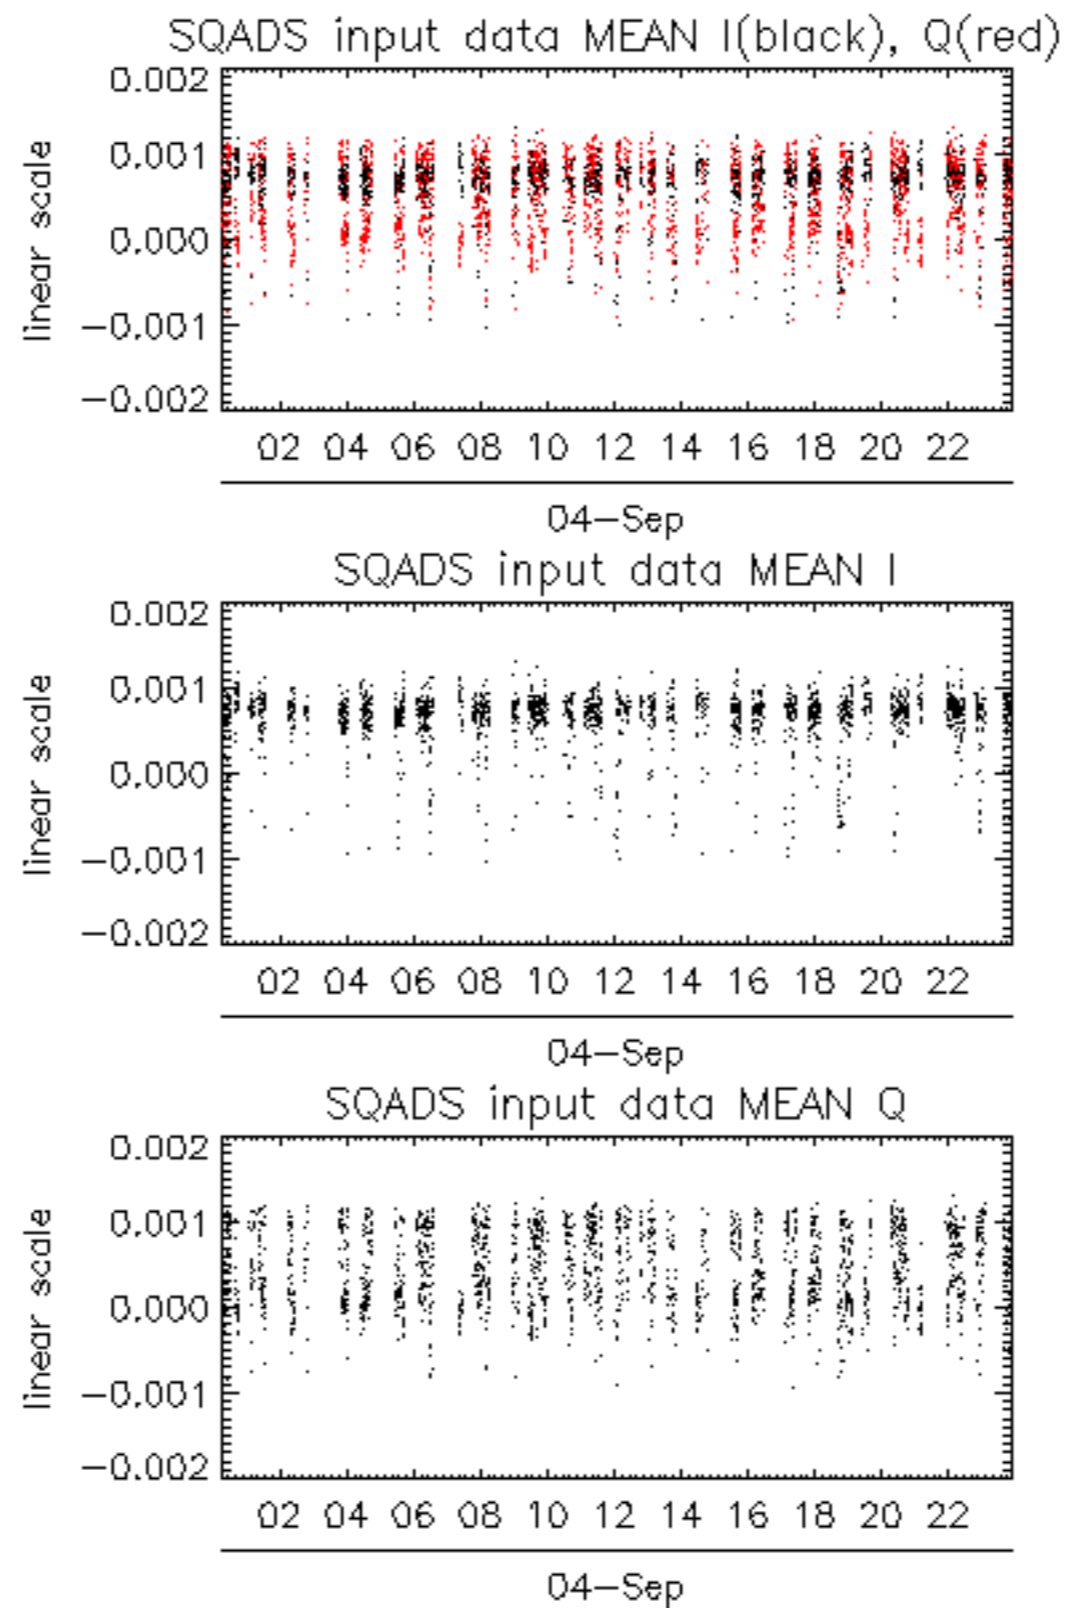 SQADS input data MEAN I(black), Q(red)
0.002
0.001
0.000
−0.001
−0.002
linear scale
02 04 06 08 10 12 14 16 18 20 22
04−Sep
SQADS input data MEAN I
0.002
0.001
0.000
−0.001
−0.002
linear scale
02 04 06 08 10 12 14 16 18 20 22
04−Sep
SQADS input data MEAN Q
0.002
0.001
0.000
−0.001
−0.002
linear scale
02 04 06 08 10 12 14 16 18 20 22
04−Sep